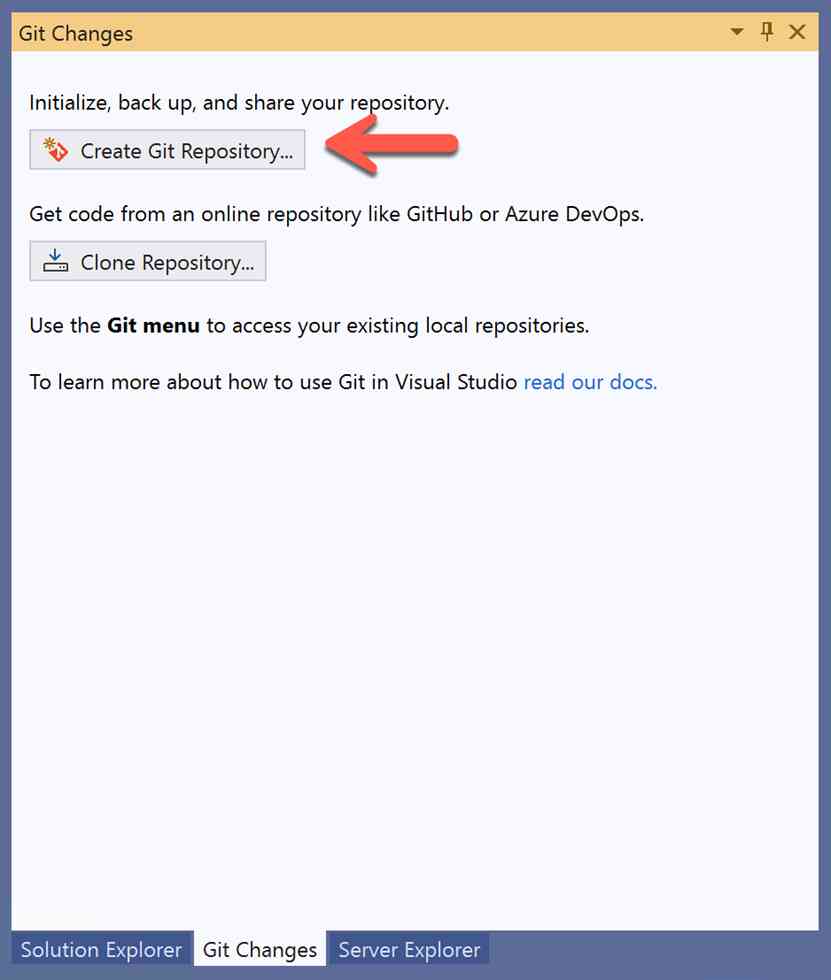 Git Changes
Initialize, back up, and share your repository.
Create Git Repository...
Get code from an online repository like GitHub or Azure DevOps.
Clone Repository...
Use the Git menu to access your existing local repositories.
To learn more about how to use Git in Visual Studio read our docs.
Solution Explorer Git Changes Server Explorer